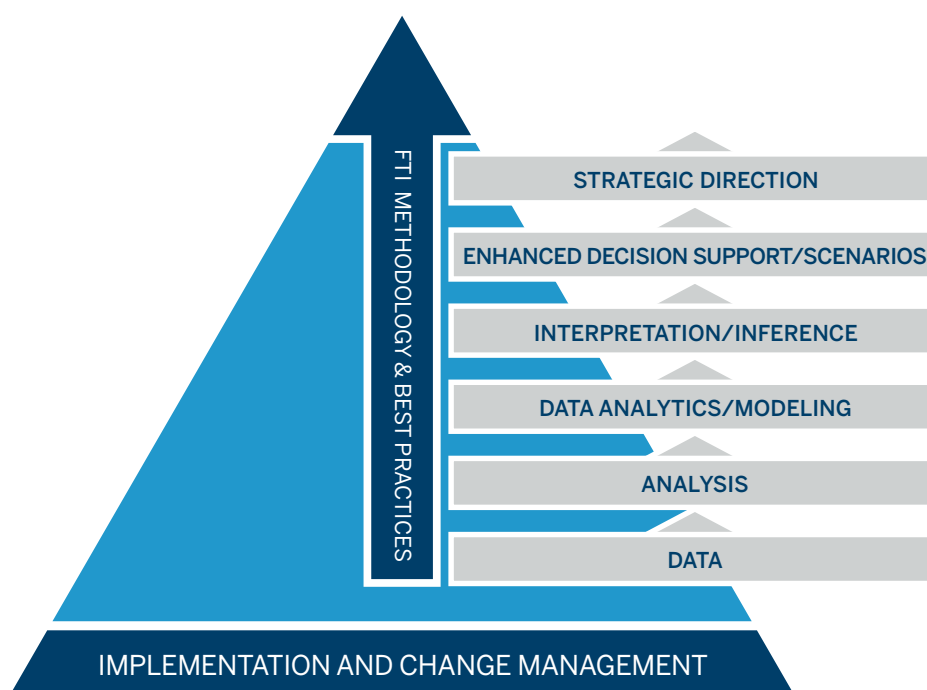 FTI METHODOLOGY & BEST PRACTICES
STRATEGIC DIRECTION
ENHANCED DECISION SUPPORT/SCENARIOS
INTERPRETATION/INFERENCE
DATA ANALYTICS/MODELING
ANALYSIS
DATA
IMPLEMENTATION AND CHANGE MANAGEMENT